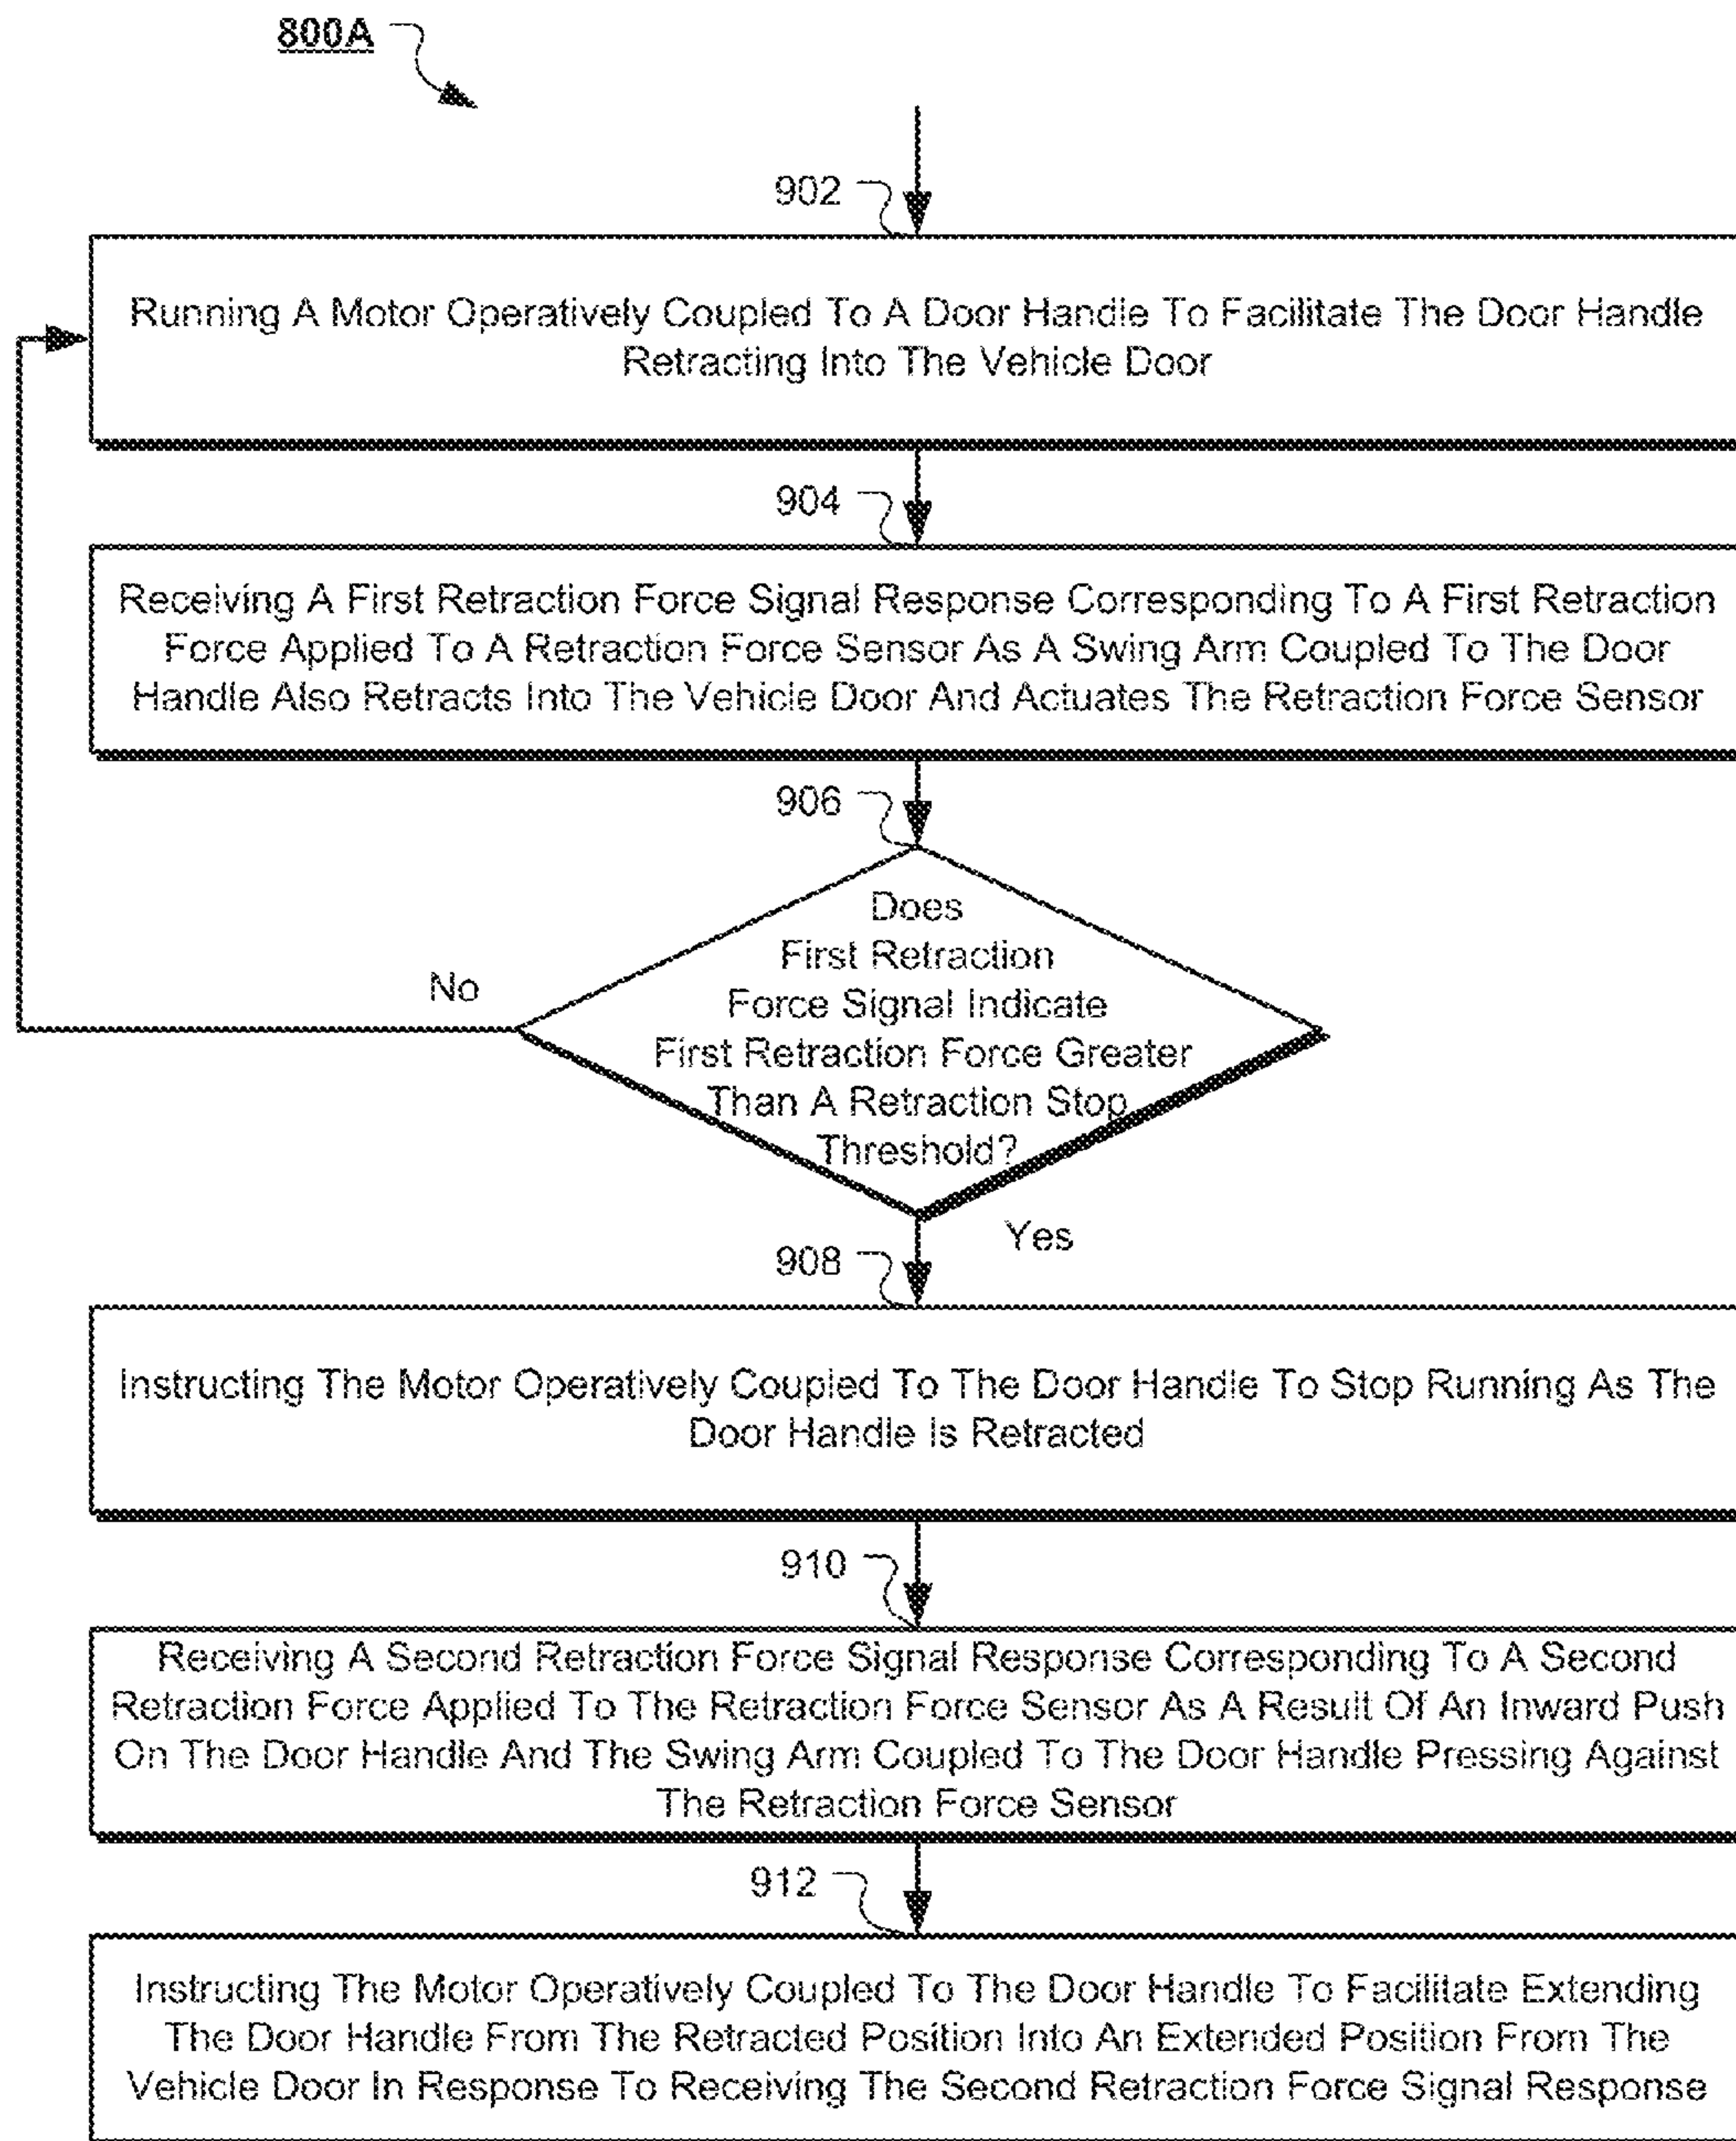 800A
902
Running A Motor Operatively Coupled To A Door Handle To Facilitate The Door Handle
Retracting Into The Vehicle Door
904
Receiving A First Retraction Force Signal Response Corresponding To A First Retraction
Force Applied To A Retraction Force Sensor As A Swing Arm Coupled To The Door
Handle Also Retracts Into The Vehicle Door And Actuates The Retraction Force Sensor
906
Does
First Retraction
Force Signal Indicate
First Retraction Force Greater
Than A Retraction Stop
Threshold?
No
Yes
908
Instructing The Motor Operatively Coupled To The Door Handle To Stop Running As The
Door Handle Is Retracted
910
Receiving A Second Retraction Force Signal Response Corresponding To A Second
Retraction Force Applied To The Retraction Force Sensor As A Result Of An Inward Push
On The Door Handle And The Swing Arm Coupled To The Door Handle Pressing Against
The Retraction Force Sensor
912
Instructing The Motor Operatively Coupled To The Door Handle To Facilitate Extending
The Door Handle From The Retracted Position Into An Extended Position From The
Vehicle Door In Response To Receiving The Second Retraction Force Signal Response